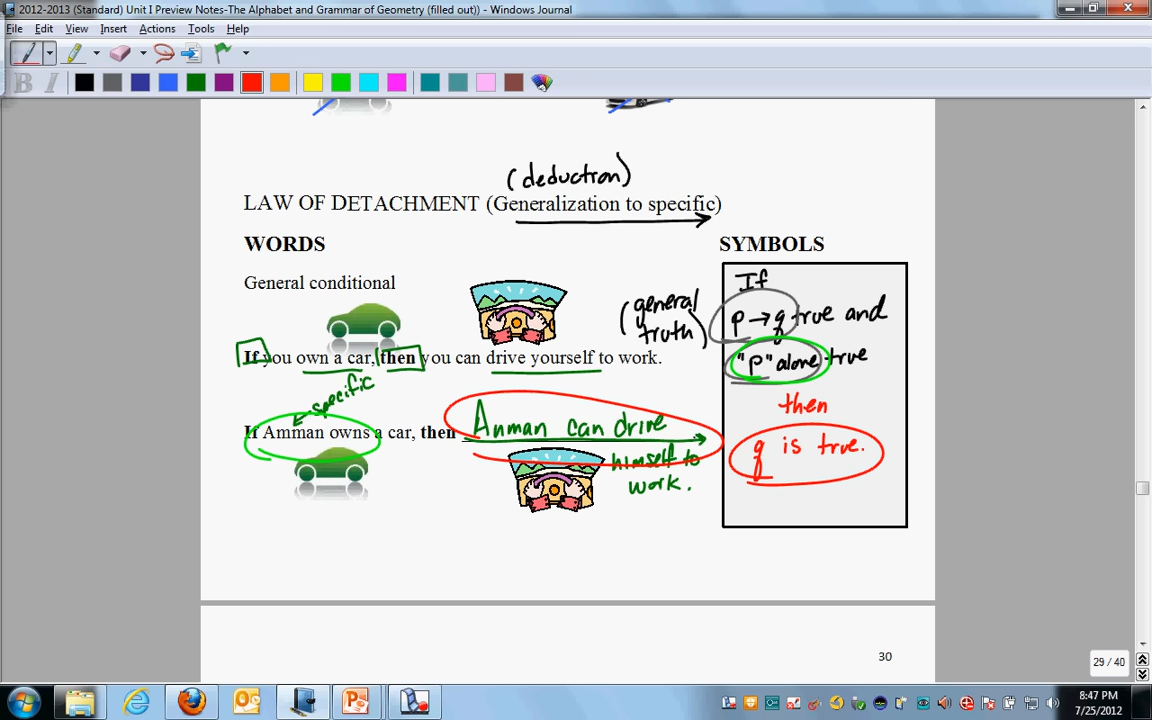 2012-2013 (Standard) Unit I Preview Notes-The Alphabet and Grammar of Geometry (filled out)) - Windows Journal
File Edit View Insert Actions Tools Help
B I
(deduction)
LAW OF DETACHMENT (Generalization to specific)
WORDS
SYMBOLS
General conditional
(general truth)
If you own a car, then you can drive yourself to work.
specific
If Amman owns a car, then Amman can drive
himself to
work.
If
p → q true and
"p" alone true
then
q is true.
30
29 / 40
8:47 PM
7/25/2012